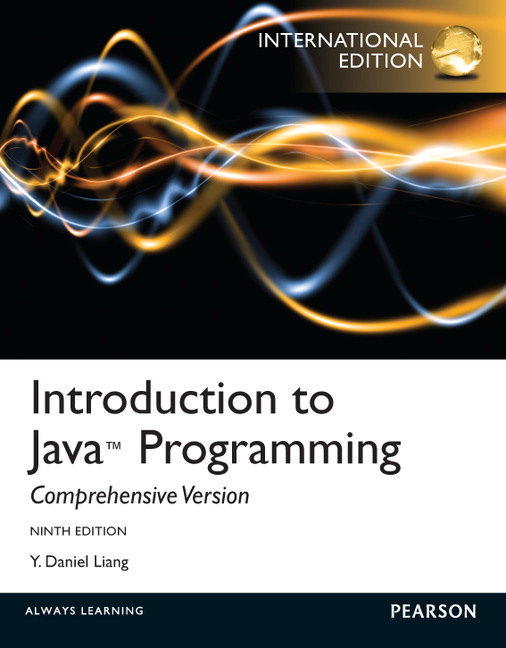 INTERNATIONAL
EDITION
Introduction to
Java™ Programming
Comprehensive Version
NINTH EDITION
Y. Daniel Liang
ALWAYS LEARNING
PEARSON